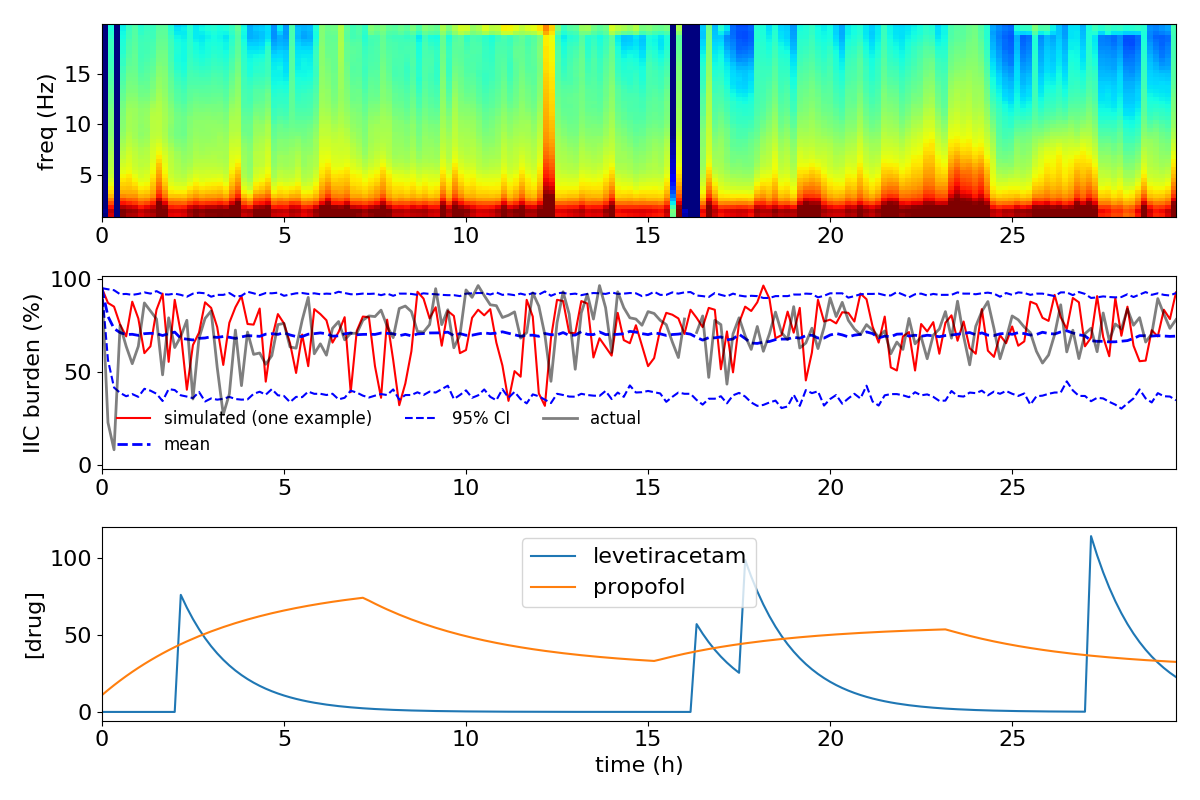 freq (Hz)
15
10
5
0 5 10 15 20 25
IIC burden (%)
100
50
0
simulated (one example) 95% CI actual
mean
0 5 10 15 20 25
[drug]
100
50
0
levetiracetam
propofol
0 5 10 15 20 25
time (h)